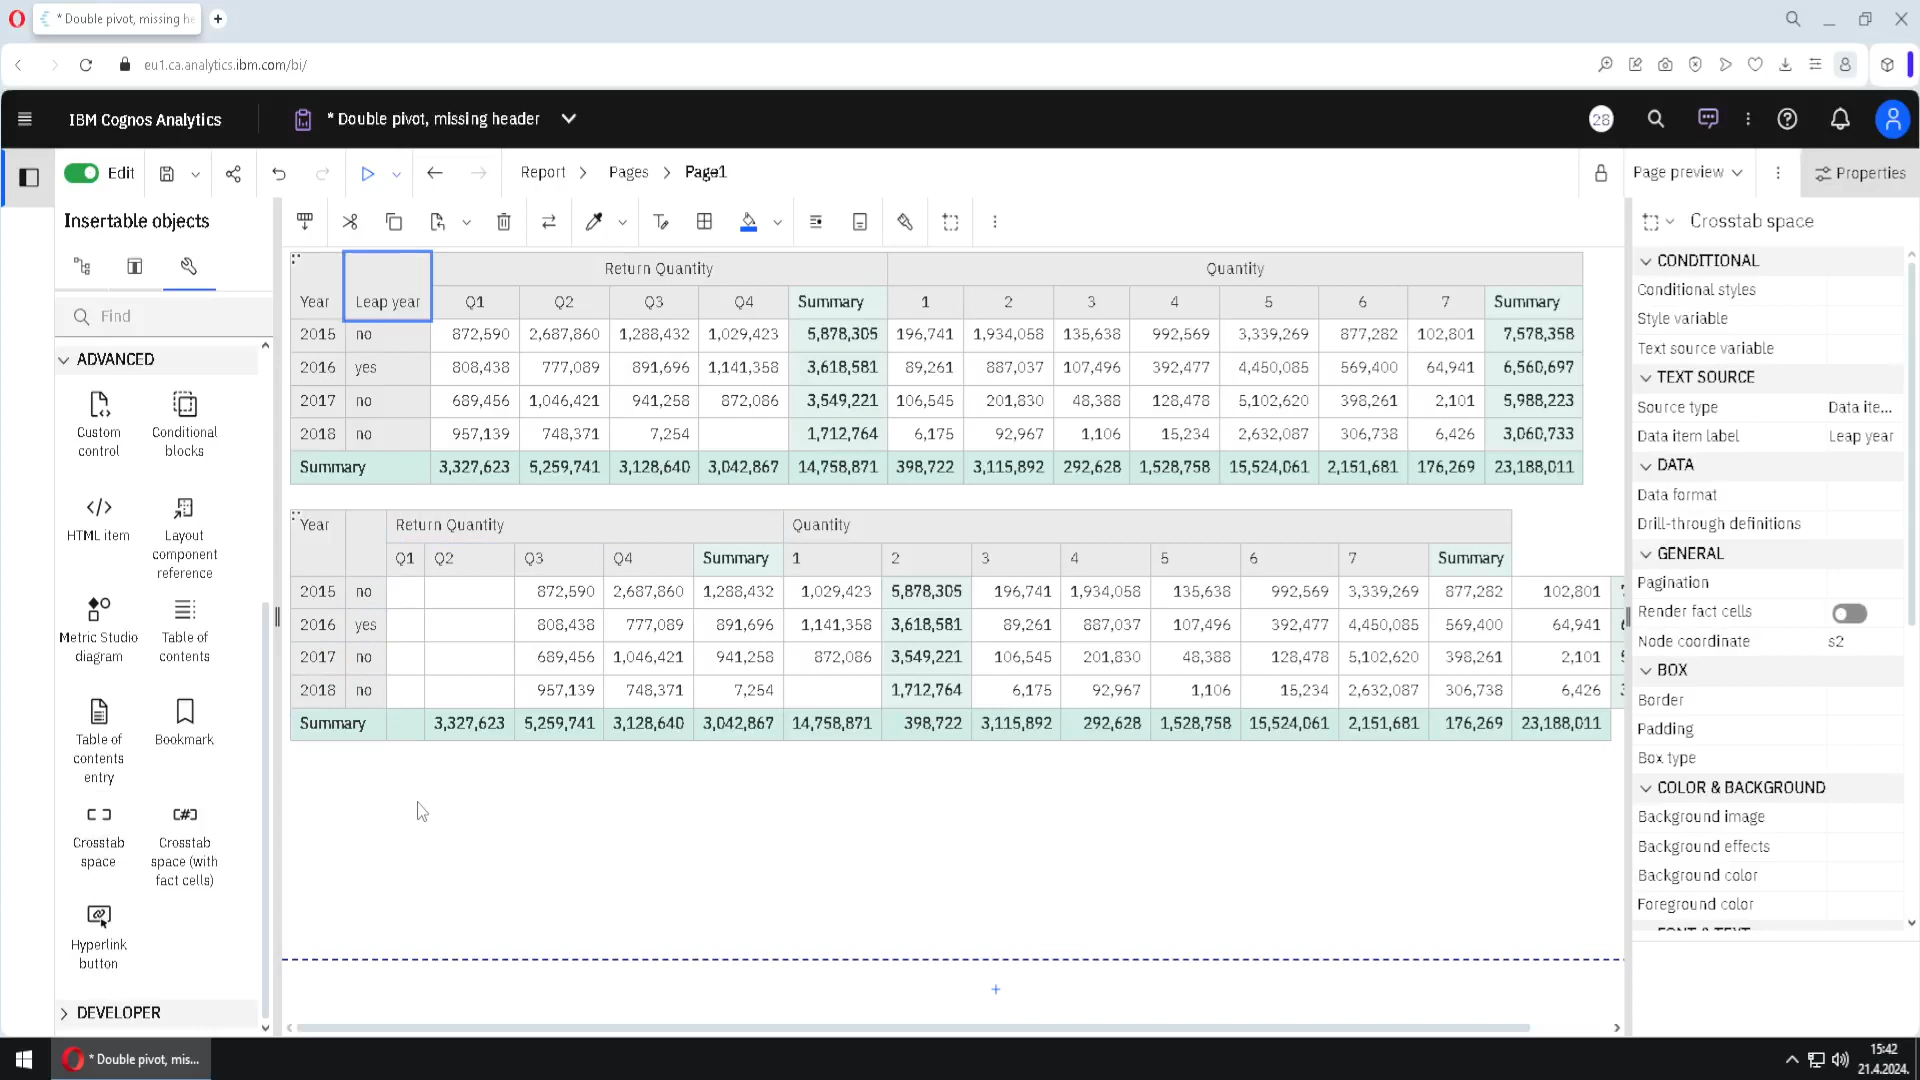 * Double pivot, missing he
eu1.ca.analytics.ibm.com/bi/
IBM Cognos Analytics
* Double pivot, missing header
28
Edit
Report
Pages
Page1
Page preview
Properties
Insertable objects
Find
ADVANCED
Custom control
Conditional blocks
HTML item
Layout component reference
Metric Studio diagram
Table of contents
Table of contents entry
Bookmark
Crosstab space
Crosstab space (with fact cells)
Hyperlink button
DEVELOPER
Return Quantity Quantity
Year Leap year Q1 Q2 Q3 Q4 Summary 1 2 3 4 5 6 7 Summary
2015 no 872,590 2,687,860 1,288,432 1,029,423 5,878,305 196,741 1,934,058 135,638 992,569 3,339,269 877,282 102,801 7,578,358
2016 yes 808,438 777,089 891,696 1,141,358 3,618,581 89,261 887,037 107,496 392,477 4,450,085 569,400 64,941 6,560,697
2017 no 689,456 1,046,421 941,258 872,086 3,549,221 106,545 201,830 48,388 128,478 5,102,620 398,261 2,101 5,988,223
2018 no 957,139 748,371 7,254 1,712,764 6,175 92,967 1,106 15,234 2,632,087 306,738 6,426 3,060,733
Summary 3,327,623 5,259,741 3,128,640 3,042,867 14,758,871 398,722 3,115,892 292,628 1,528,758 15,524,061 2,151,681 176,269 23,188,011
Year Return Quantity Quantity
Q1 Q2 Q3 Q4 Summary 1 2 3 4 5 6 7 Summary
2015 no 872,590 2,687,860 1,288,432 1,029,423 5,878,305 196,741 1,934,058 135,638 992,569 3,339,269 877,282 102,801
2016 yes 808,438 777,089 891,696 1,141,358 3,618,581 89,261 887,037 107,496 392,477 4,450,085 569,400 64,941
2017 no 689,456 1,046,421 941,258 872,086 3,549,221 106,545 201,830 48,388 128,478 5,102,620 398,261 2,101
2018 no 957,139 748,371 7,254 1,712,764 6,175 92,967 1,106 15,234 2,632,087 306,738 6,426
Summary 3,327,623 5,259,741 3,128,640 3,042,867 14,758,871 398,722 3,115,892 292,628 1,528,758 15,524,061 2,151,681 176,269 23,188,011
Crosstab space
CONDITIONAL
Conditional styles
Style variable
Text source variable
TEXT SOURCE
Source type Data ite...
Data item label Leap year
DATA
Data format
Drill-through definitions
GENERAL
Pagination
Render fact cells
Node coordinate s2
BOX
Border
Padding
Box type
COLOR & BACKGROUND
Background image
Background effects
Background color
Foreground color
FONT & TEXT
* Double pivot, mis...
15:42
21.4.2024.